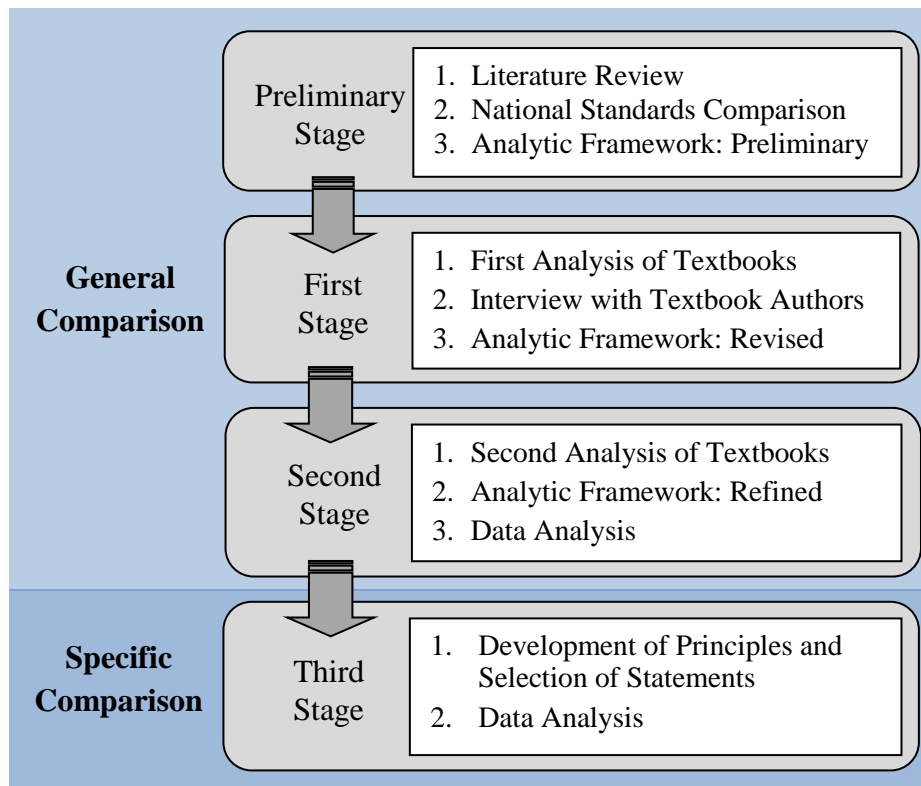 General
Comparison
Preliminary
Stage
1. Literature Review
2. National Standards Comparison
3. Analytic Framework: Preliminary
First
Stage
1. First Analysis of Textbooks
2. Interview with Textbook Authors
3. Analytic Framework: Revised
Second
Stage
1. Second Analysis of Textbooks
2. Analytic Framework: Refined
3. Data Analysis
Specific
Comparison
Third
Stage
1. Development of Principles and
Selection of Statements
2. Data Analysis